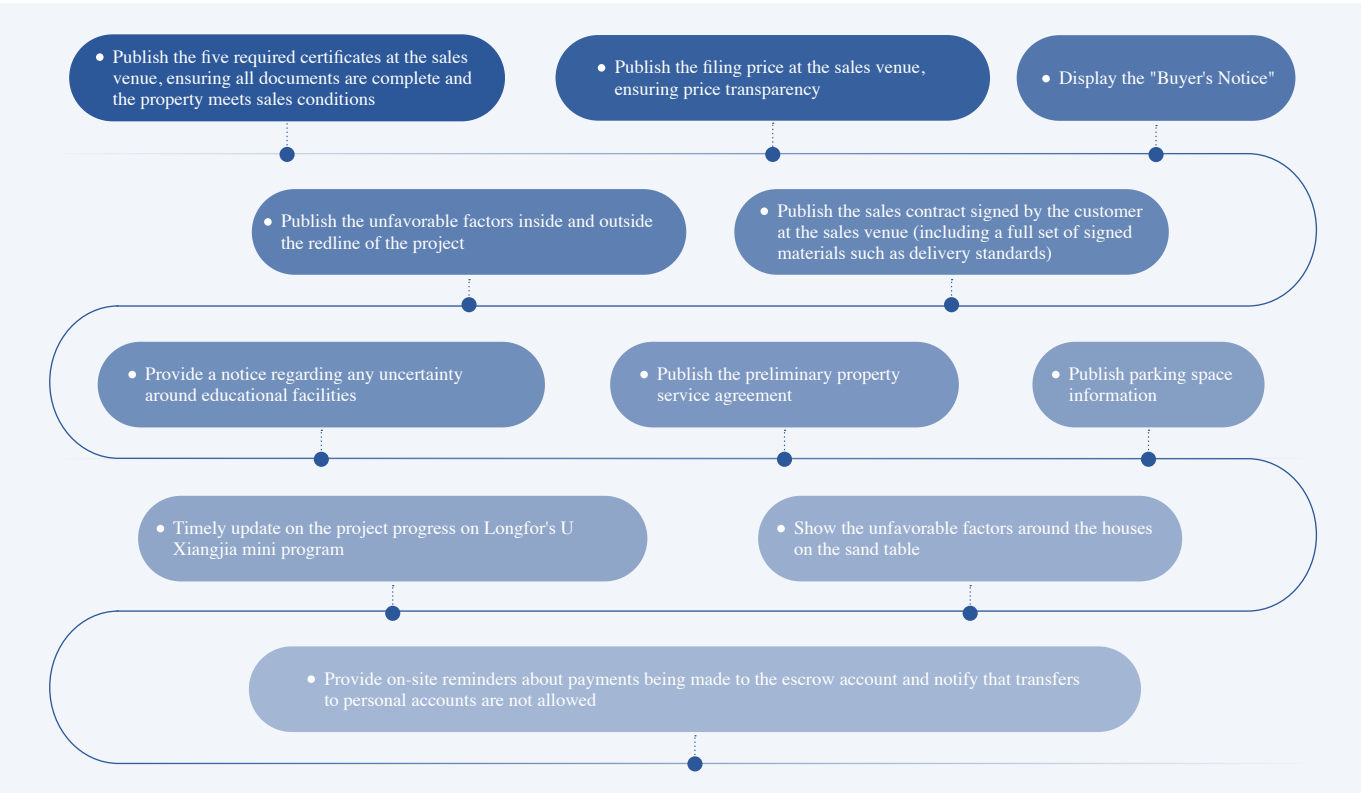 ● Publish the five required certificates at the sales
venue, ensuring all documents are complete and
the property meets sales conditions
● Publish the filing price at the sales venue,
ensuring price transparency
● Display the "Buyer's Notice"
● Publish the unfavorable factors inside and outside
the redline of the project
● Publish the sales contract signed by the customer
at the sales venue (including a full set of signed
materials such as delivery standards)
● Provide a notice regarding any uncertainty
around educational facilities
● Publish the preliminary property
service agreement
● Publish parking space
information
● Timely update on the project progress on Longfor's U
Xiangjia mini program
● Show the unfavorable factors around the houses
on the sand table
● Provide on-site reminders about payments being made to the escrow account and notify that transfers
to personal accounts are not allowed